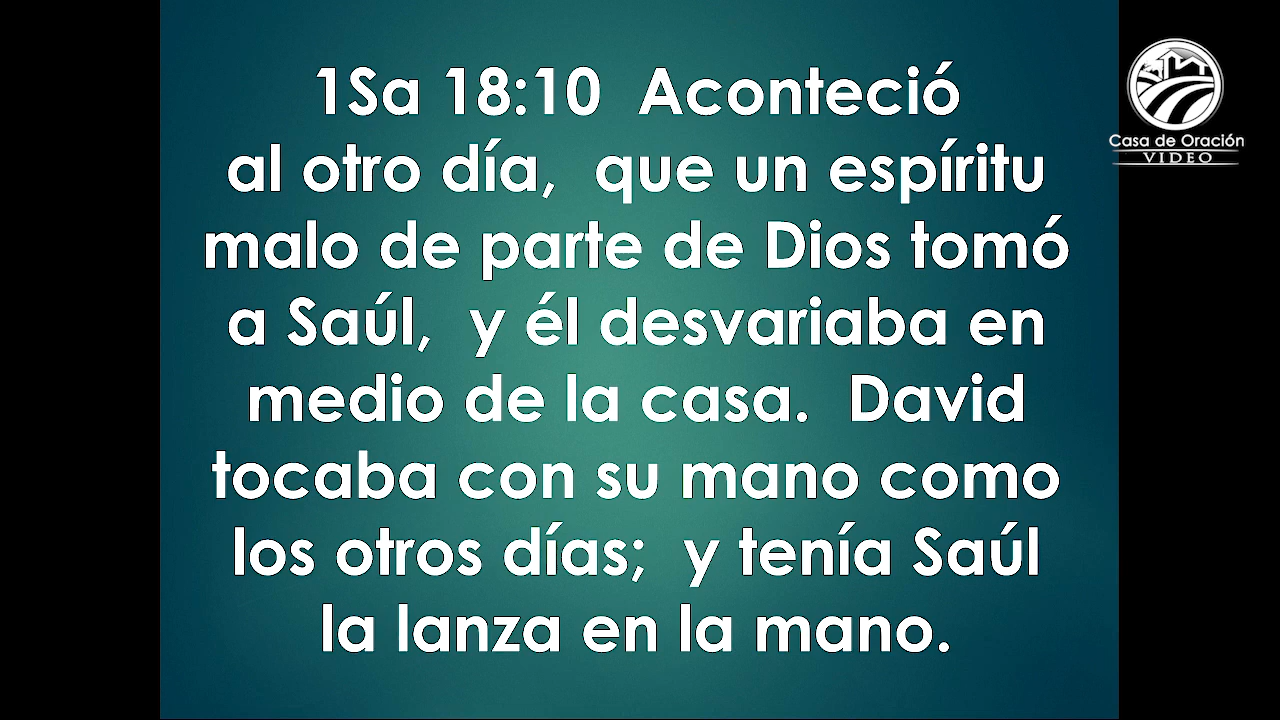 1Sa 18:10  Aconteció
al otro día,  que un espíritu
malo de parte de Dios tomó
a Saúl,  y él desvariaba en
medio de la casa.  David
tocaba con su mano como
los otros días;  y tenía Saúl
la lanza en la mano.
Casa de Oración
VIDEO